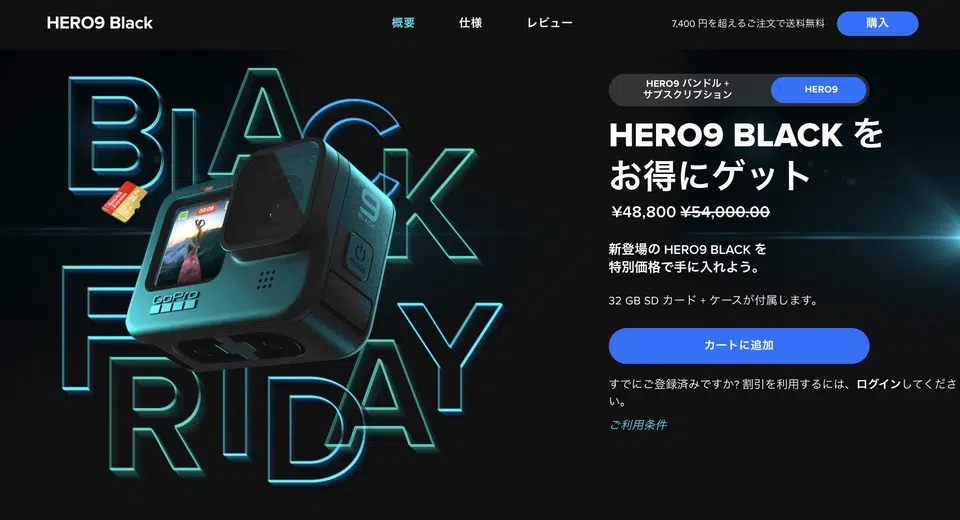 HERO9 Black
概要
仕様
レビュー
7,400 円を超えるご注文で送料無料
購入
HERO9 バンドル +
サブスクリプション
HERO9
HERO9 BLACK を
お得にゲット
¥48,800 ¥54,000.00
新登場の HERO9 BLACK を
特別価格で手に入れよう。
32 GB SD カード + ケースが付属します。
カートに追加
すでにご登録済みですか? 割引を利用するには、ログインしてくださ
い。
ご利用条件
BLACK
FRIDAY
SanDisk
Extreme
00:08
9
GoPro